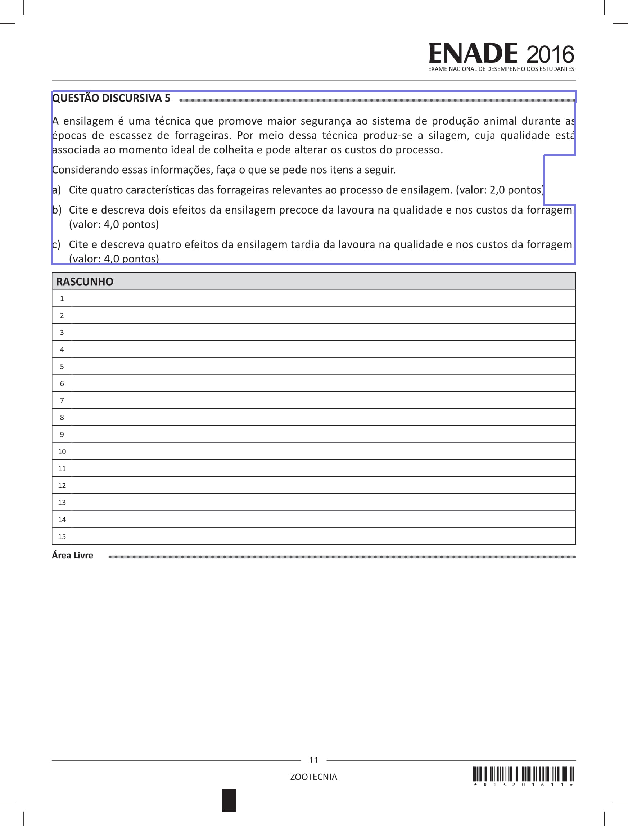 ENADE 2016
EXAME NACIONAL DE DESEMPENHO DOS ESTUDANTES
QUESTÃO DISCURSIVA 5
A ensilagem é uma técnica que promove maior segurança ao sistema de produção animal durante as
épocas de escassez de forrageiras. Por meio dessa técnica produz-se a silagem, cuja qualidade está
associada ao momento ideal de colheita e pode alterar os custos do processo.
Considerando essas informações, faça o que se pede nos itens a seguir.
a) Cite quatro características das forrageiras relevantes ao processo de ensilagem. (valor: 2,0 pontos)
b) Cite e descreva dois efeitos da ensilagem precoce da lavoura na qualidade e nos custos da forragem.
(valor: 4,0 pontos)
c) Cite e descreva quatro efeitos da ensilagem tardia da lavoura na qualidade e nos custos da forragem.
(valor: 4,0 pontos)
RASCUNHO
1
2
3
4
5
6
7
8
9
10
11
12
13
14
15
Área Livre
11
ZOOTECNIA